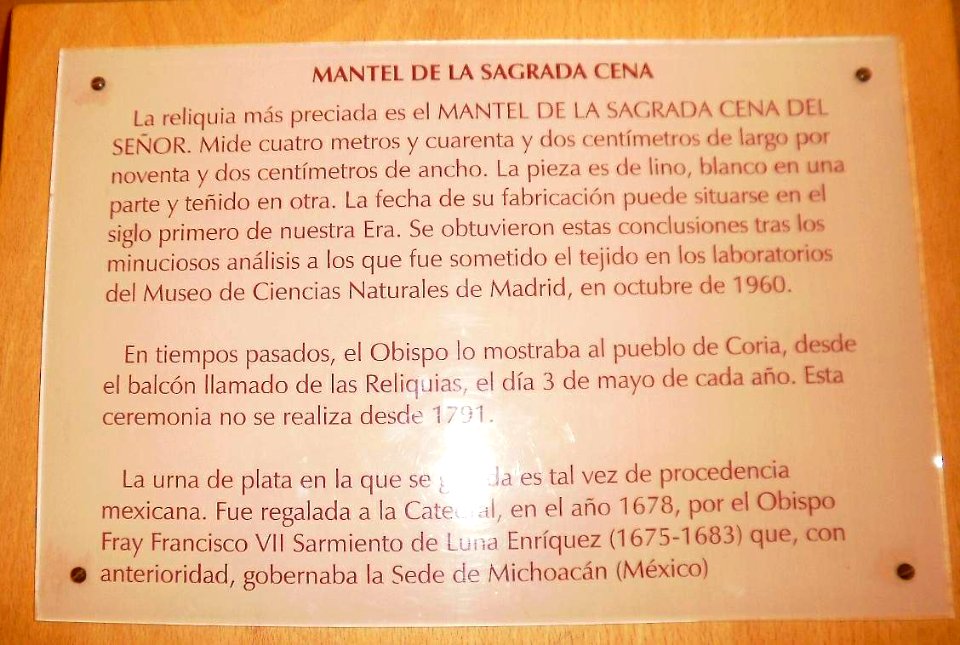 MANTEL DE LA SAGRADA CENA
La reliquia más preciada es el MANTEL DE LA SAGRADA CENA DEL
SEÑOR. Mide cuatro metros y cuarenta y dos centímetros de largo por
noventa y dos centímetros de ancho. La pieza es de lino, blanco en una
parte y teñido en otra. La fecha de su fabricación puede situarse en el
siglo primero de nuestra Era. Se obtuvieron estas conclusiones tras los
minuciosos análisis a los que fue sometido el tejido en los laboratorios
del Museo de Ciencias Naturales de Madrid, en octubre de 1960.
En tiempos pasados, el Obispo lo mostraba al pueblo de Coria, desde
el balcón llamado de las Reliquias, el día 3 de mayo de cada año. Esta
ceremonia no se realiza desde 1791.
La urna de plata en la que se es tal vez de procedencia
mexicana. Fue regalada a la Catedral, en el año 1678, por el Obispo
Fray Francisco VII Sarmiento de Luna Enríquez (1675-1683) que, con
anterioridad, gobernaba la Sede de Michoacán (México)